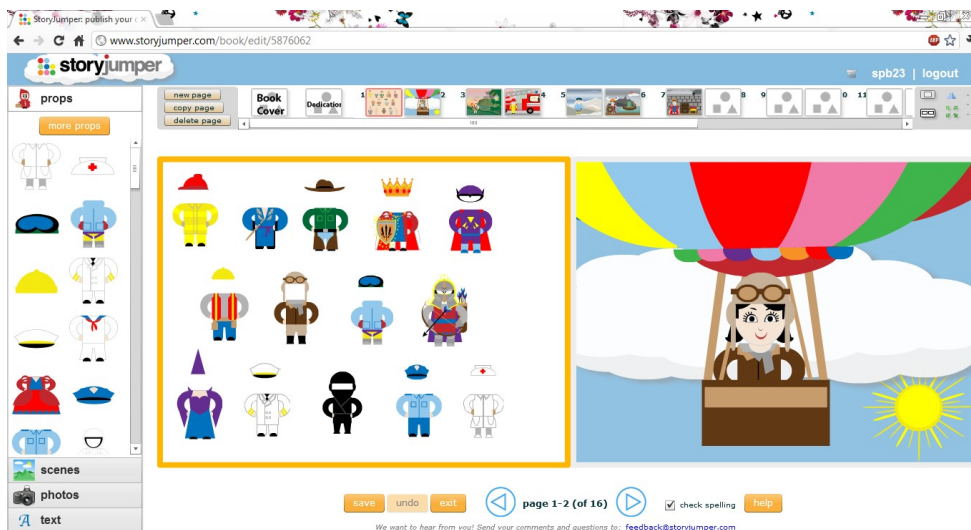 StoryJumper: publish your c
www.storyjumper.com/book/edit/5876062
ABP
storyjumper
spb23 | logout
props
more props
new page
copy page
delete page
Book
Cover
Dedication
1
2
3
4
5
6
7
8
9
10
11
scenes
photos
text
save
undo
exit
page 1-2 (of 16)
check spelling
help
We want to hear from you! Send your comments and questions to: feedback@storyjumper.com